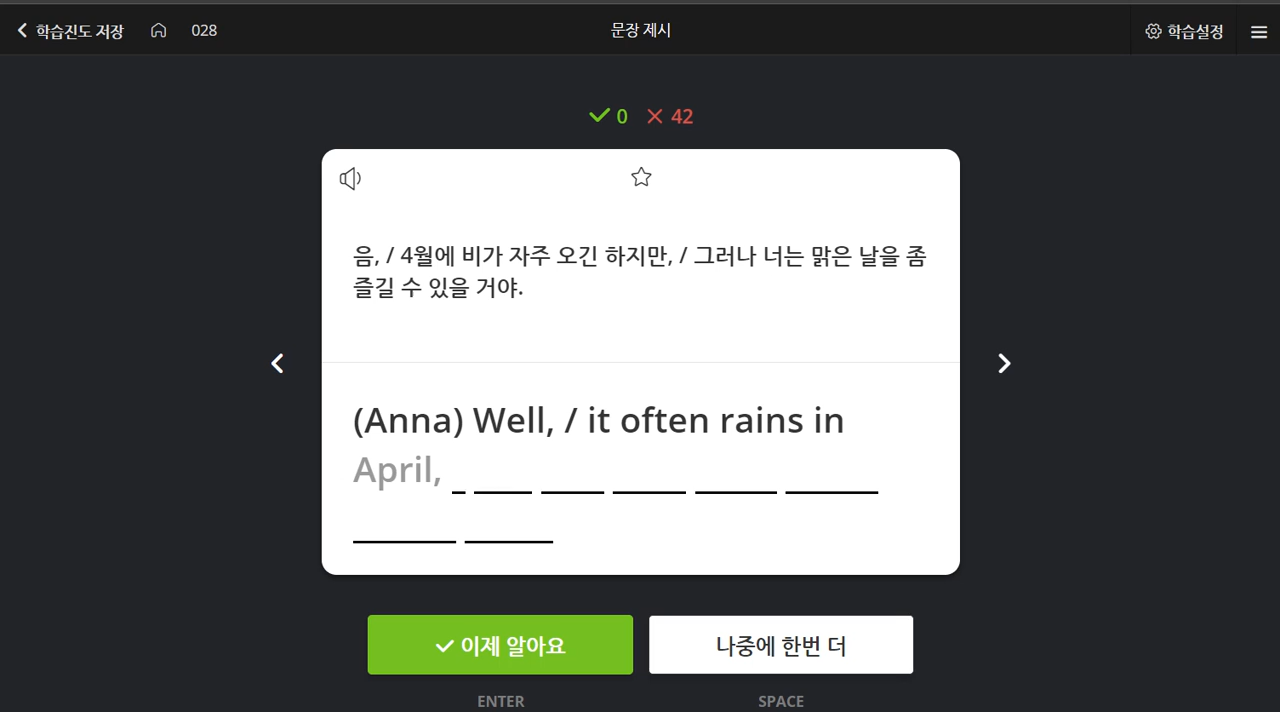 학습진도 저장 028 문장 제시 학습설정
0 42
음, / 4월에 비가 자주 오긴 하지만, / 그러나 너는 맑은 날을 좀
즐길 수 있을 거야.
(Anna) Well, / it often rains in
April,
이제 알아요 나중에 한번 더
ENTER SPACE